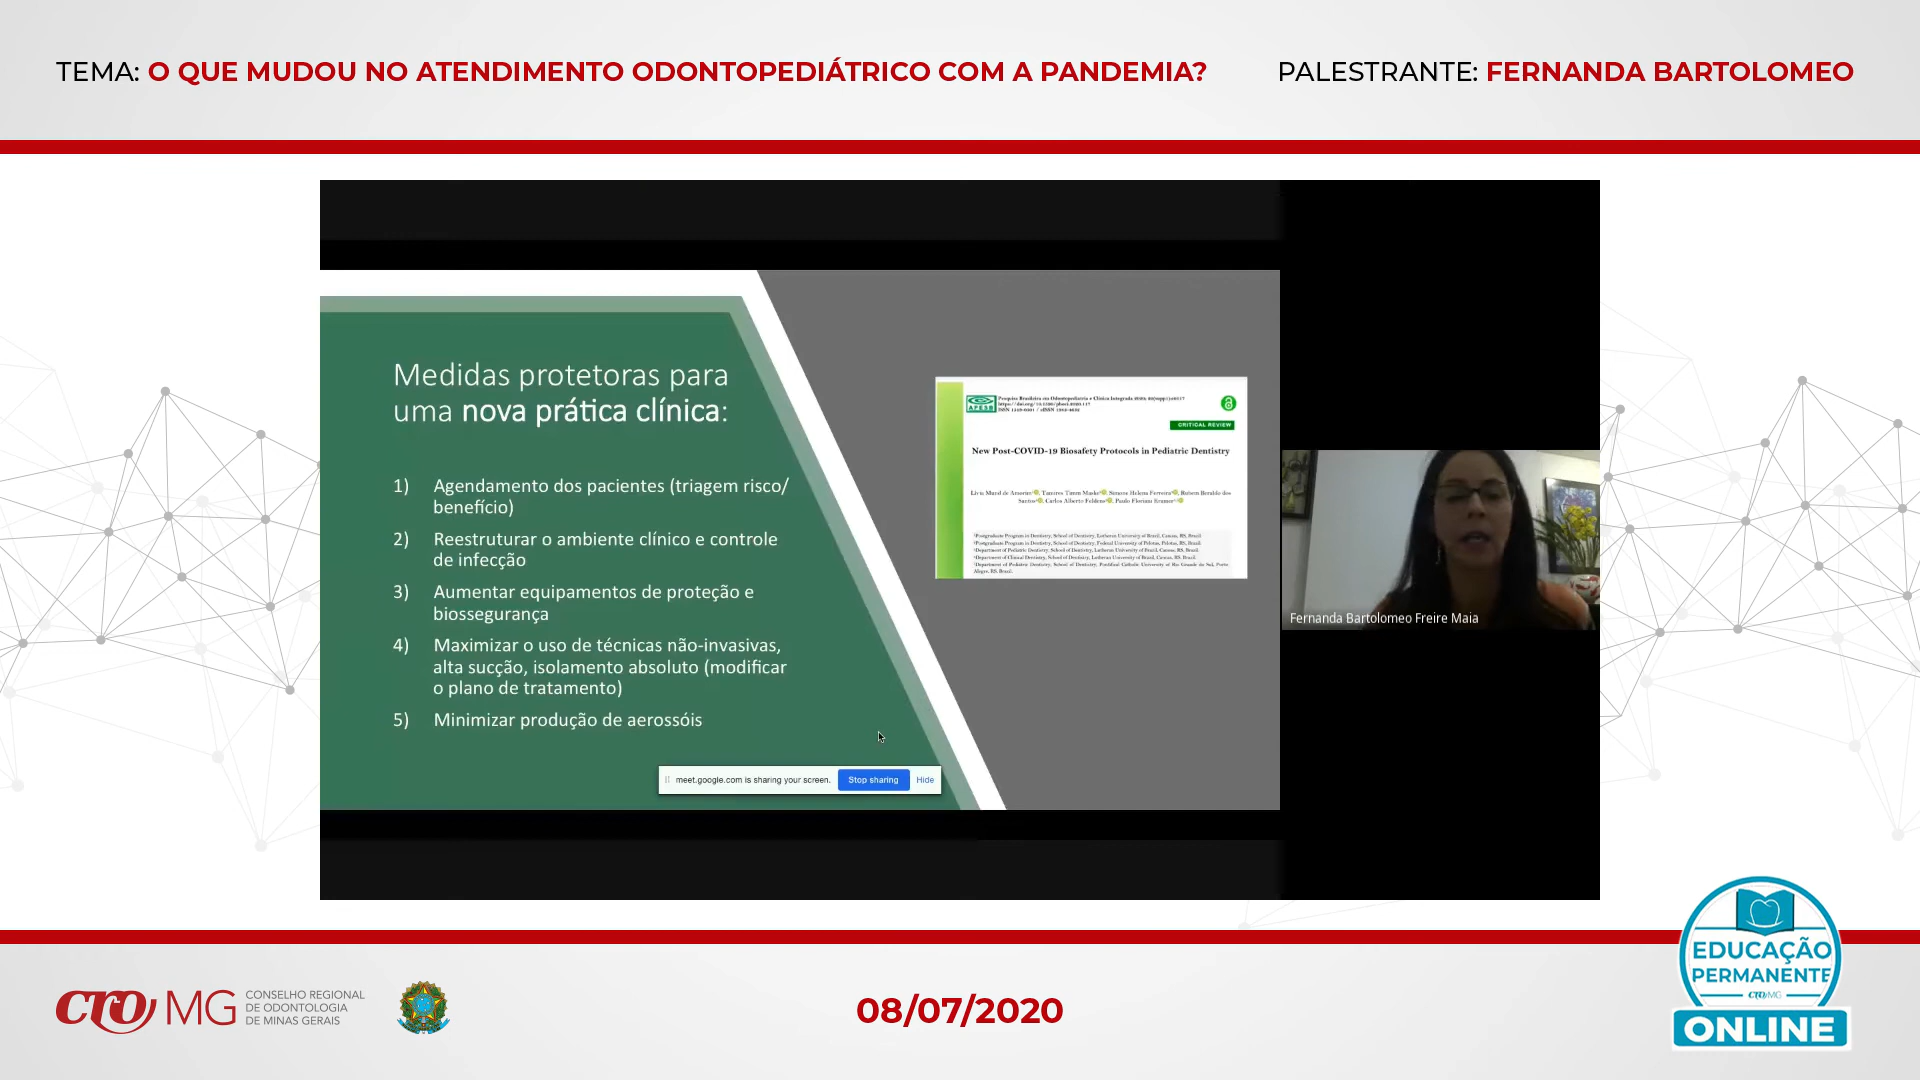 TEMA: O QUE MUDOU NO ATENDIMENTO ODONTOPEDIÁTRICO COM A PANDEMIA?
PALESTRANTE: FERNANDA BARTOLOMEO
Medidas protetoras para
uma nova prática clínica:
1) Agendamento dos pacientes (triagem risco/
benefício)
2) Reestruturar o ambiente clínico e controle
de infecção
3) Aumentar equipamentos de proteção e
biossegurança
4) Maximizar o uso de técnicas não-invasivas,
alta sucção, isolamento absoluto (modificar
o plano de tratamento)
5) Minimizar produção de aerossóis
meet.google.com is sharing your screen. Stop sharing Hide
CRITICAL REVIEW
New Post-COVID-19 Biosafety Protocols in Pediatric Dentistry
Fernanda Bartolomeo Freire Maia
cro MG
CONSELHO REGIONAL
DE ODONTOLOGIA
DE MINAS GERAIS
08/07/2020
EDUCAÇÃO
PERMANENTE
cro MG
ONLINE